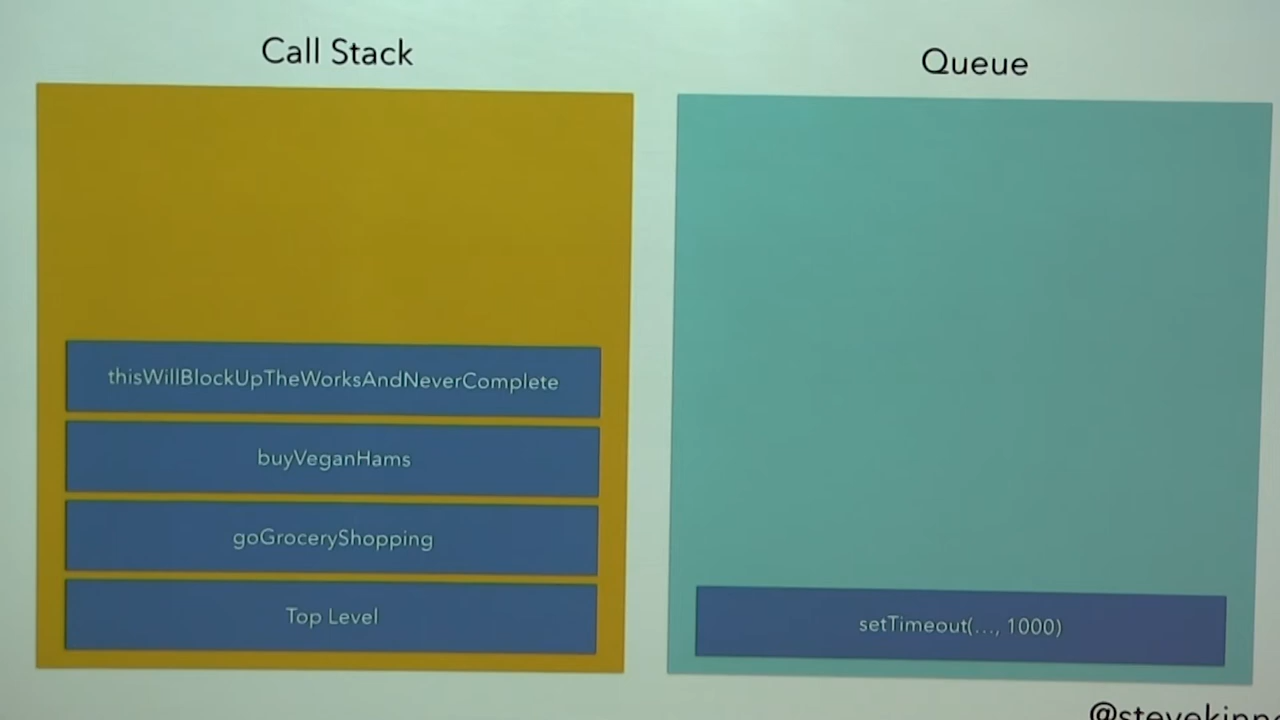 Call Stack
Queue
thisWillBlockUpTheWorksAndNeverComplete
buyVeganHams
goGroceryShopping
Top Level
setTimeout(..., 1000)